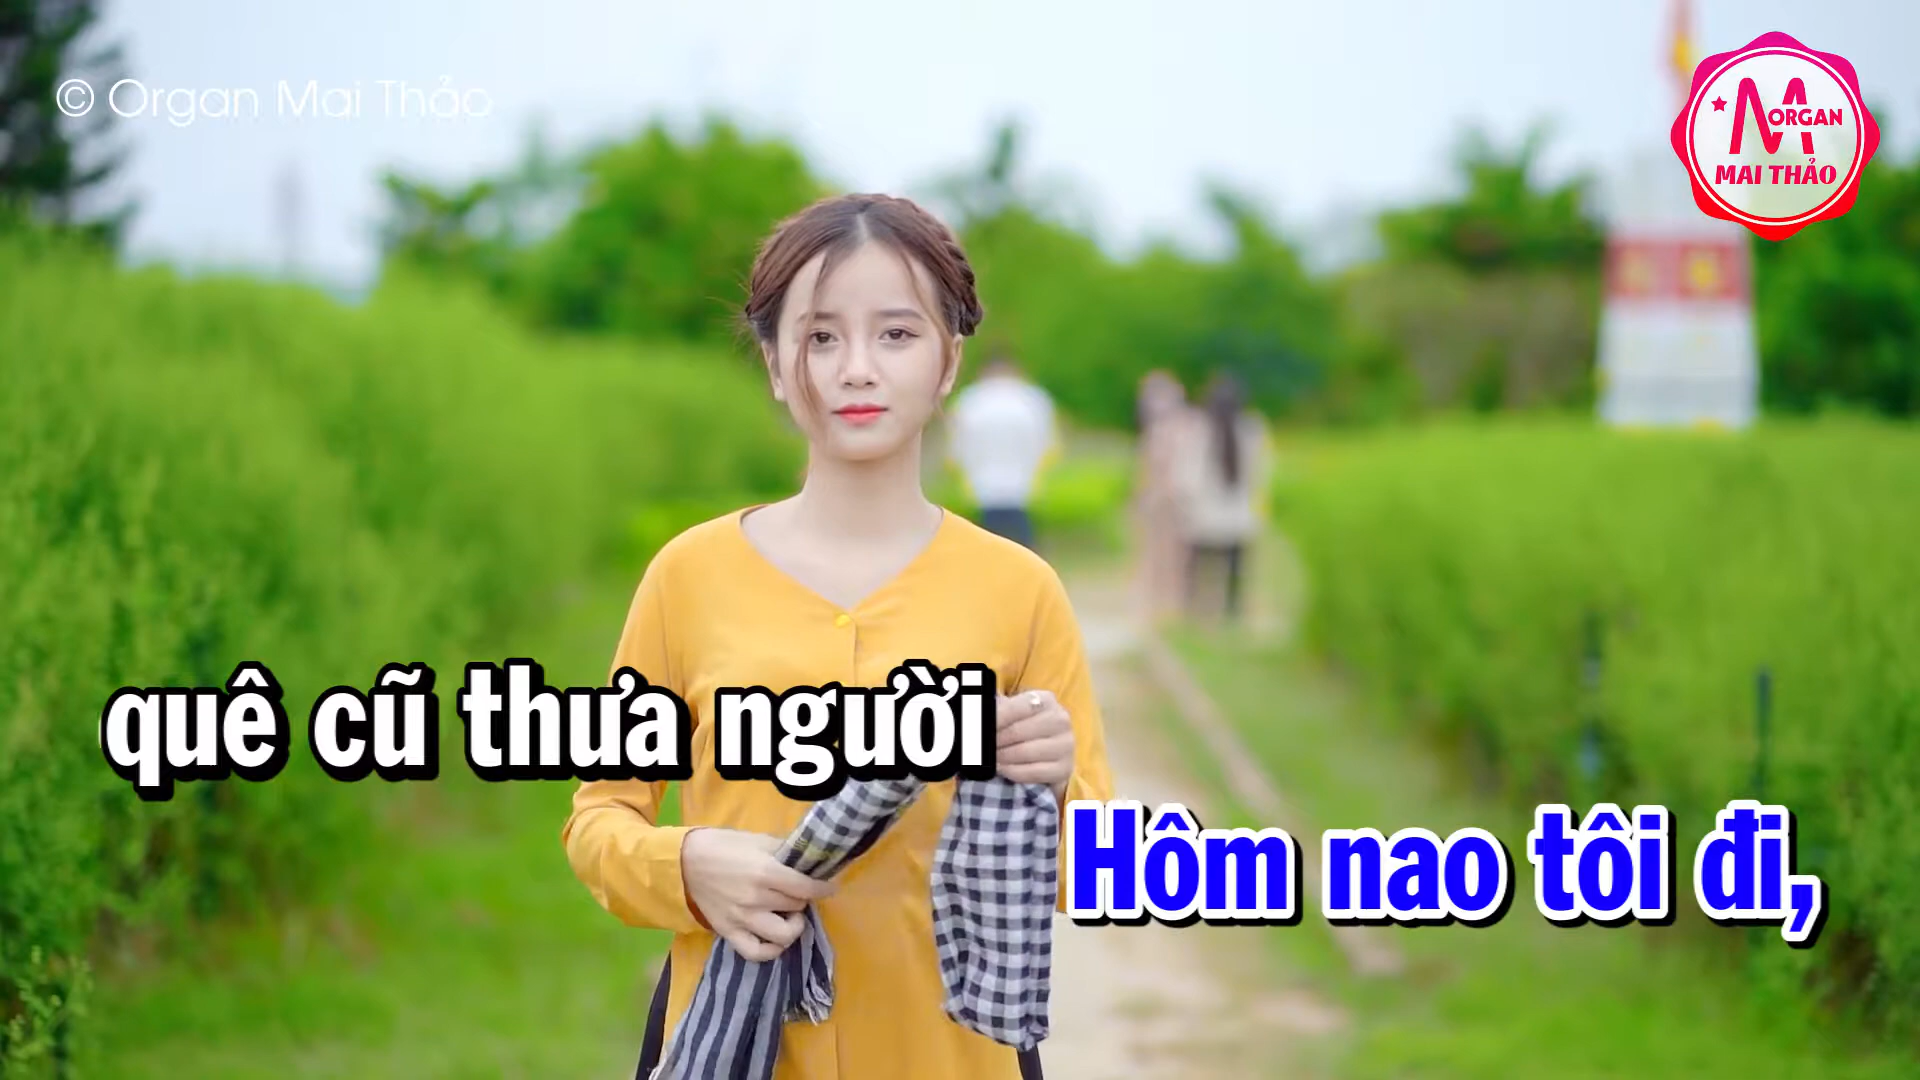 © Organ Mai Thảo
M ORGAN
MAI THẢO
quê cũ thưa người
Hôm nao tôi đi,